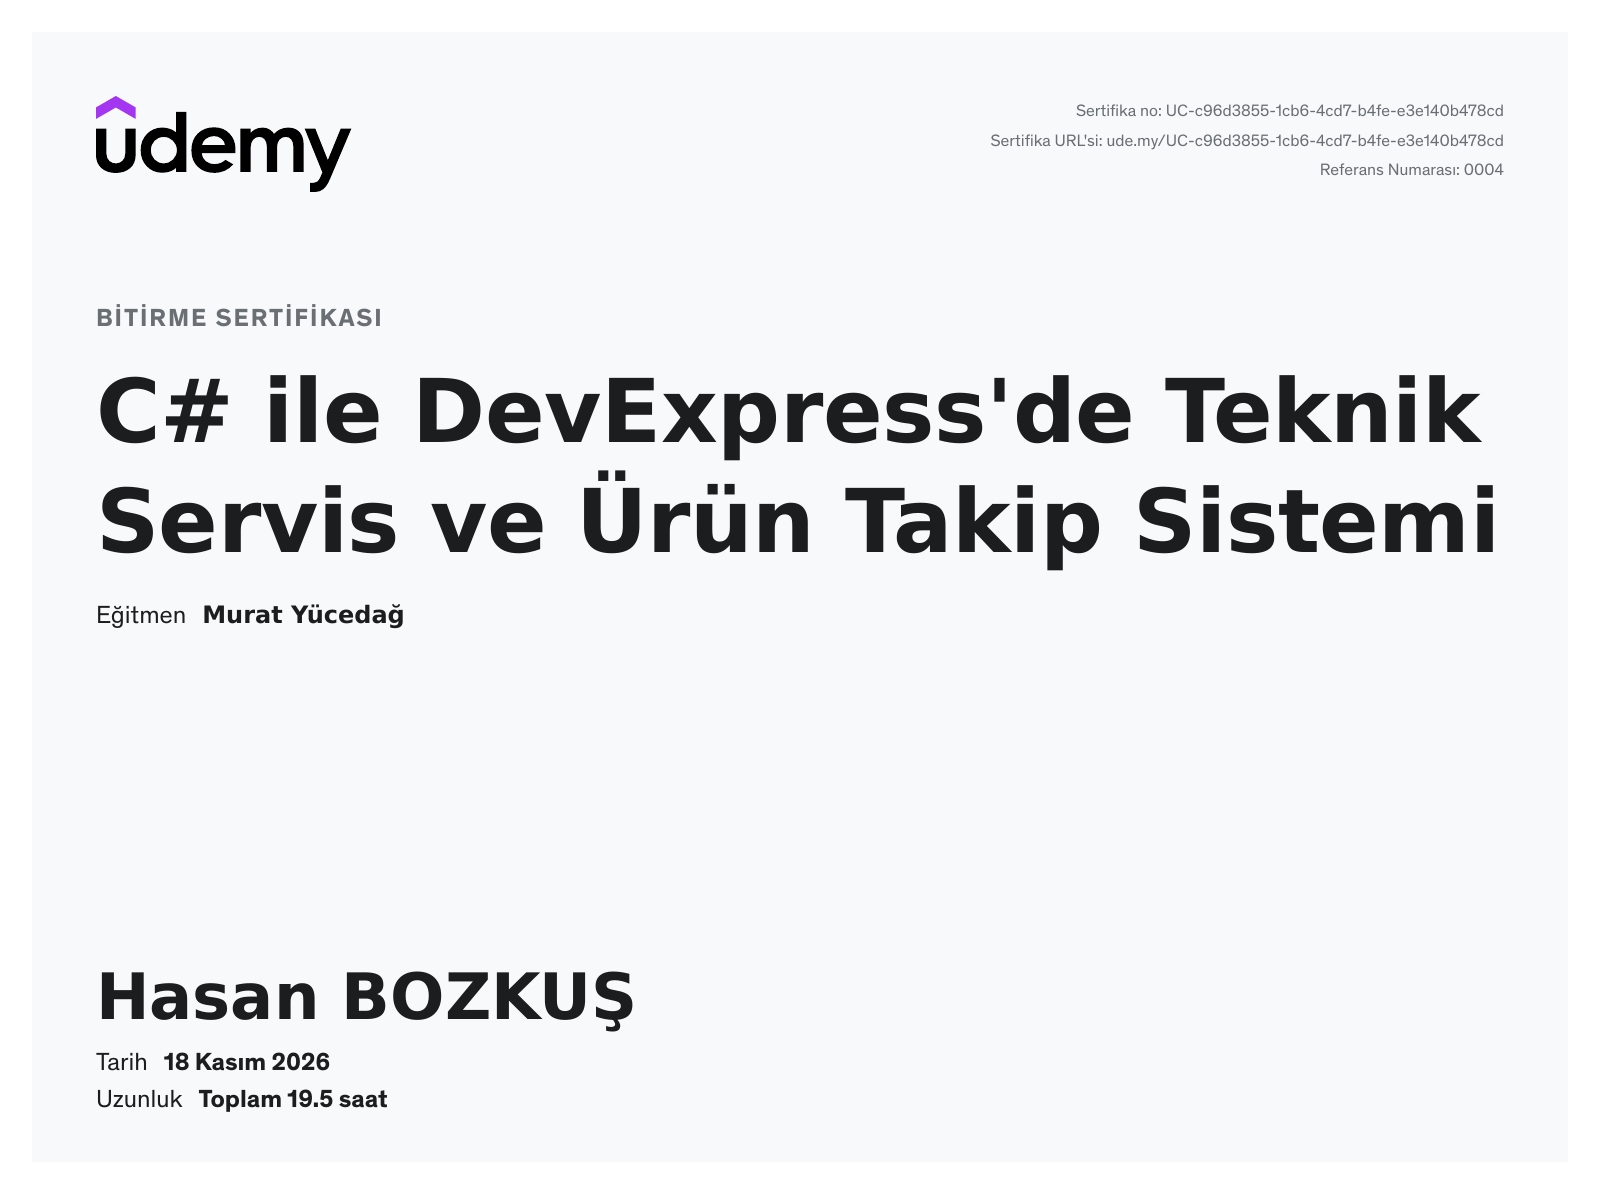 udemy
Sertifika no: UC-c96d3855-1cb6-4cd7-b4fe-e3e140b478cd
Sertifika URL'si: ude.my/UC-c96d3855-1cb6-4cd7-b4fe-e3e140b478cd
Referans Numarası: 0004
BİTİRME SERTİFİKASI
C# ile DevExpress'de Teknik
Servis ve Ürün Takip Sistemi
Eğitmen Murat Yücedağ
Hasan BOZKUŞ
Tarih 18 Kasım 2026
Uzunluk Toplam 19.5 saat